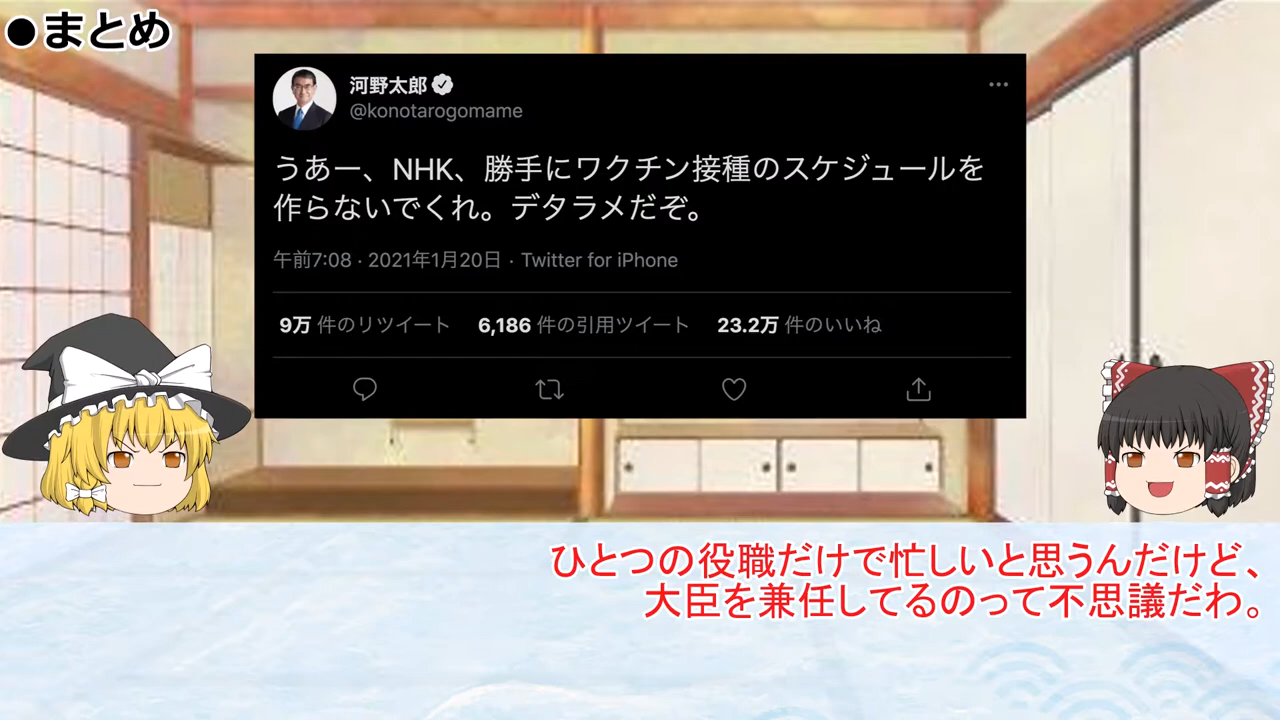 ●まとめ
河野太郎
@konotarogomame
うあー、NHK、勝手にワクチン接種のスケジュールを
作らないでくれ。デタラメだぞ。
午前7:08 · 2021年1月20日 · Twitter for iPhone
9万 件のリツイート 6,186 件の引用ツイート 23.2万 件のいいね
ひとつの役職だけで忙しいと思うんだけど、
大臣を兼任してるのって不思議だわ。